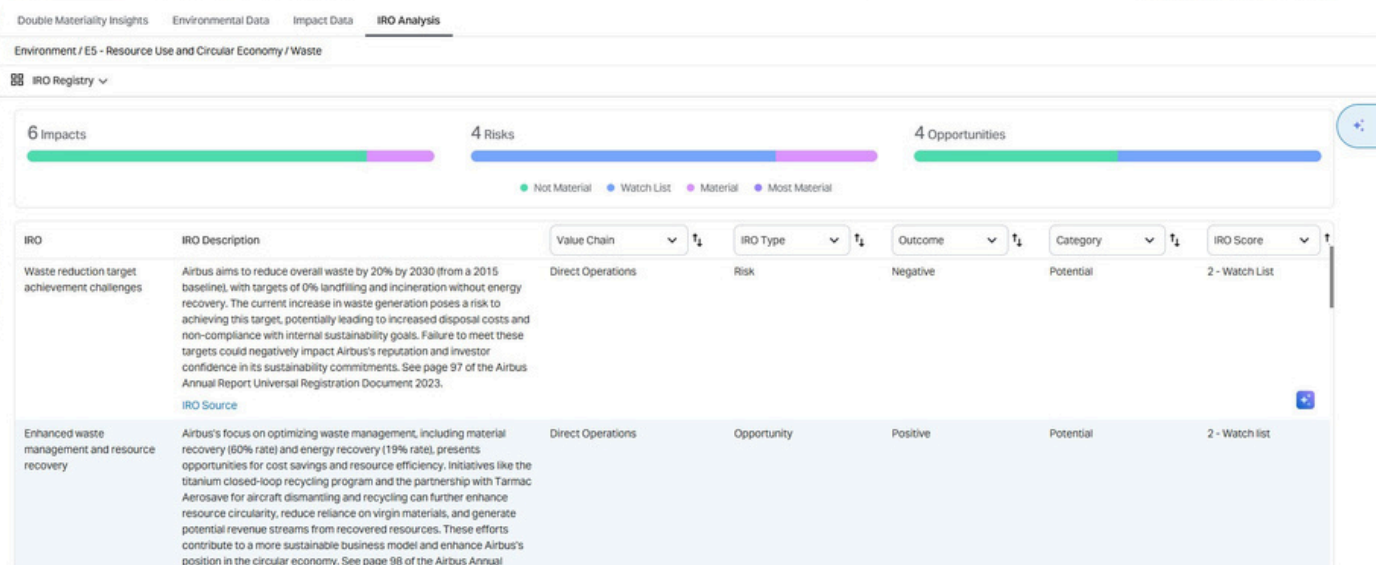 Double Materiality Insights Environmental Data Impact Data IRO Analysis
Environment / E5 - Resource Use and Circular Economy / Waste
IRO Registry
6 Impacts 4 Risks 4 Opportunities
Not Material Watch List Material Most Material
IRO IRO Description Value Chain IRO Type Outcome Category IRO Score
Waste reduction target
achievement challenges
Airbus aims to reduce overall waste by 20% by 2030 (from a 2015
baseline), with targets of 0% landfilling and incineration without energy
recovery. The current increase in waste generation poses a risk to
achieving this target, potentially leading to increased disposal costs and
non-compliance with internal sustainability goals. Failure to meet these
targets could negatively impact Airbus's reputation and investor
confidence in its sustainability commitments. See page 97 of the Airbus
Annual Report Universal Registration Document 2023.
IRO Source
Direct Operations Risk Negative Potential 2 - Watch List
Enhanced waste
management and resource
recovery
Airbus's focus on optimizing waste management, including material
recovery (60% rate) and energy recovery (19% rate), presents
opportunities for cost savings and resource efficiency. Initiatives like the
titanium closed-loop recycling program and the partnership with Tarmac
Aerosave for aircraft dismantling and recycling can further enhance
resource circularity, reduce reliance on virgin materials, and generate
potential revenue streams from recovered resources. These efforts
contribute to a more sustainable business model and enhance Airbus's
position in the circular economy. See page 98 of the Airbus Annual
Direct Operations Opportunity Positive Potential 2 - Watch list